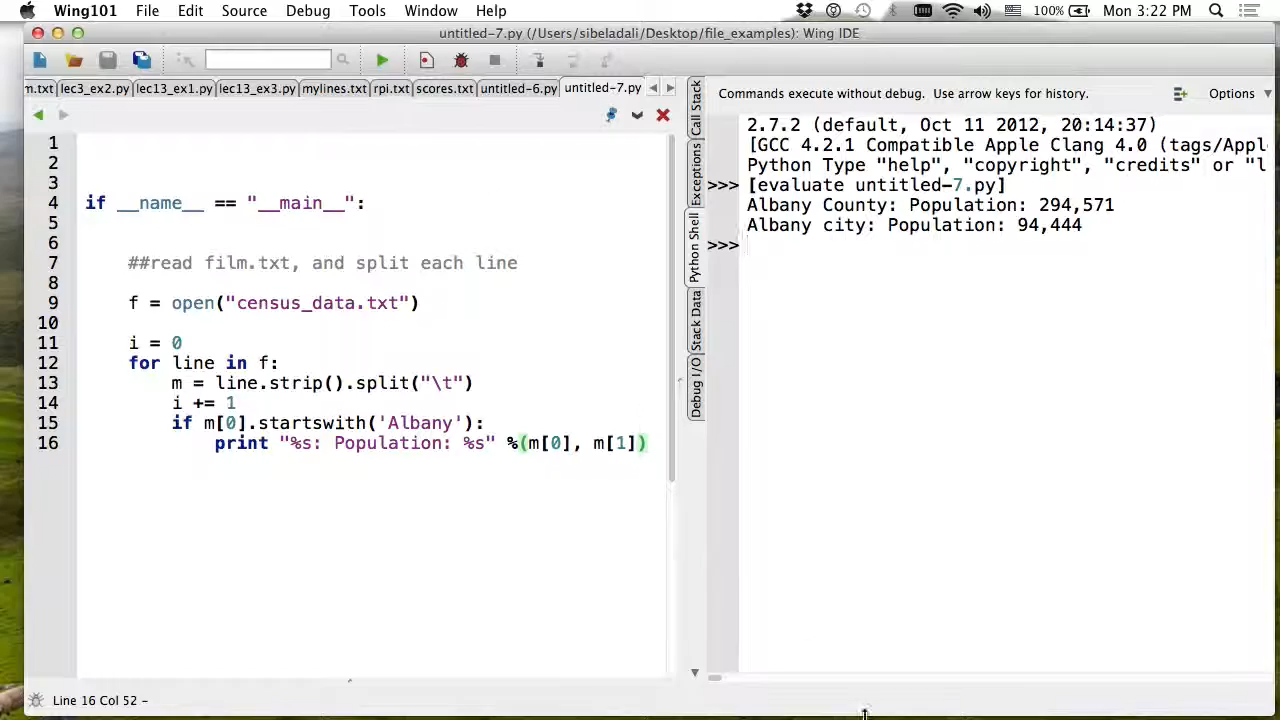 Wing101 File Edit Source Debug Tools Window Help 100% Mon 3:22 PM
untitled-7.py (/Users/sibeladali/Desktop/file_examples): Wing IDE
m.txt lec3_ex2.py lec13_ex1.py lec13_ex3.py mylines.txt rpi.txt scores.txt untitled-6.py untitled-7.py
1
2
3
4 if __name__ == "__main__":
5
6
7 ##read film.txt, and split each line
8
9 f = open("census_data.txt")
10
11 i = 0
12 for line in f:
13 m = line.strip().split("\t")
14 i += 1
15 if m[0].startswith('Albany'):
16 print "%s: Population: %s" %(m[0], m[1])
Line 16 Col 52 -
Call Stack
Exceptions
Python Shell
Stack Data
Debug I/O
Commands execute without debug. Use arrow keys for history. Options
2.7.2 (default, Oct 11 2012, 20:14:37)
[GCC 4.2.1 Compatible Apple Clang 4.0 (tags/Appl
Python Type "help", "copyright", "credits" or "l
>>> [evaluate untitled-7.py]
Albany County: Population: 294,571
Albany city: Population: 94,444
>>>